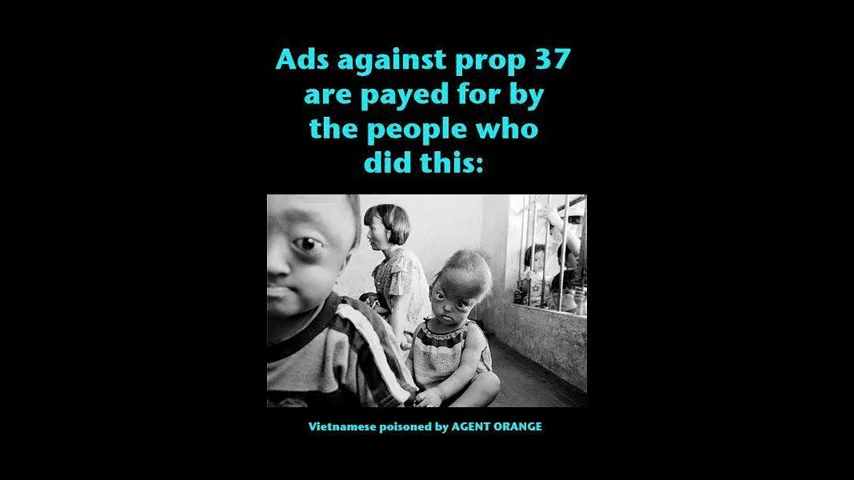 Ads against prop 37
are payed for by
the people who
did this:
Vietnamese poisoned by AGENT ORANGE